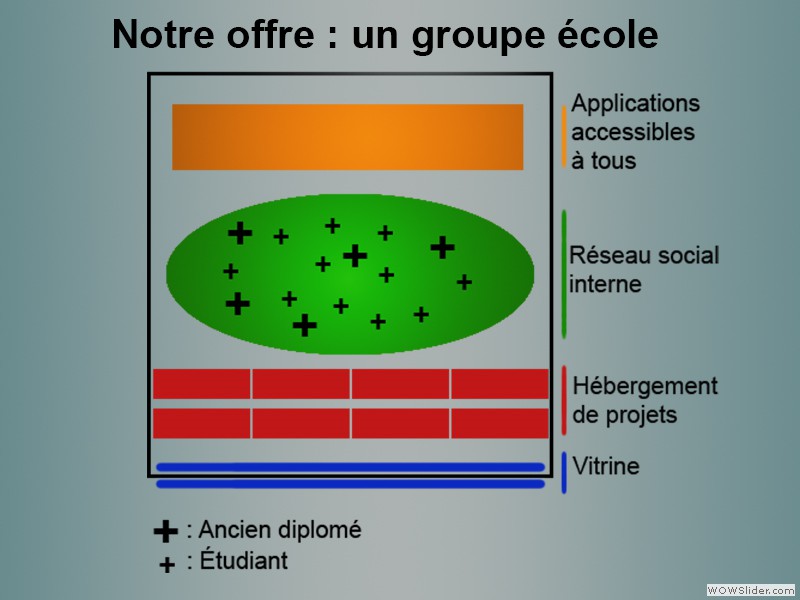 Notre offre : un groupe école
Applications
accessibles
à tous
Réseau social
interne
Hébergement
de projets
Vitrine
+ : Ancien diplomé
+ : Étudiant
WOWSlider.com